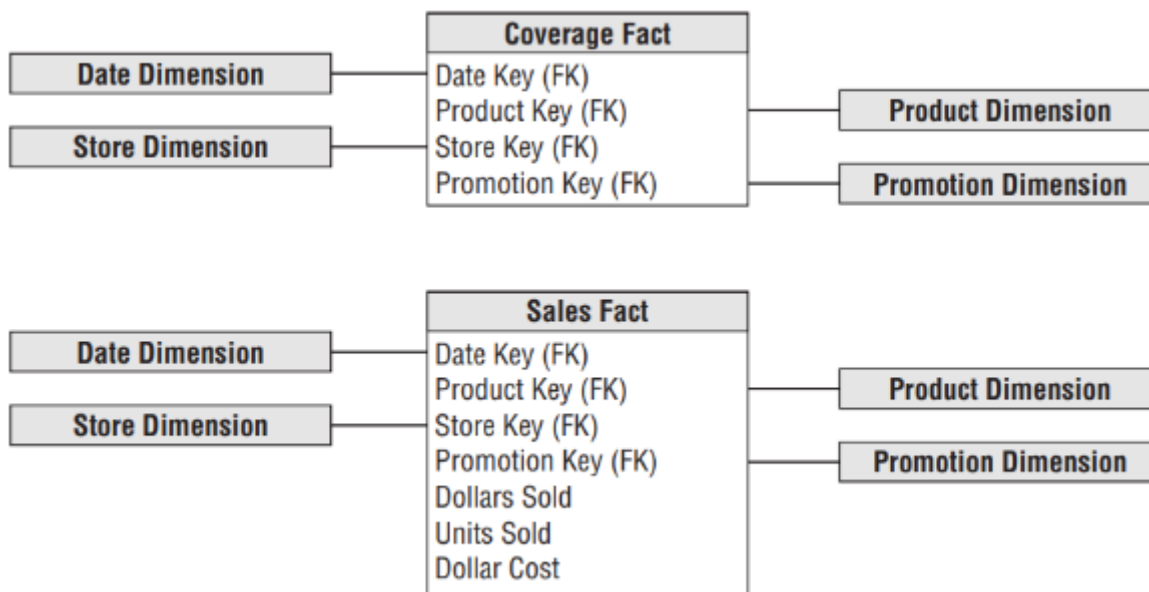 Coverage Fact
Date Dimension
Date Key (FK)
Product Key (FK)
Product Dimension
Store Dimension
Store Key (FK)
Promotion Key (FK)
Promotion Dimension
Sales Fact
Date Dimension
Date Key (FK)
Product Key (FK)
Product Dimension
Store Dimension
Store Key (FK)
Promotion Key (FK)
Promotion Dimension
Dollars Sold
Units Sold
Dollar Cost